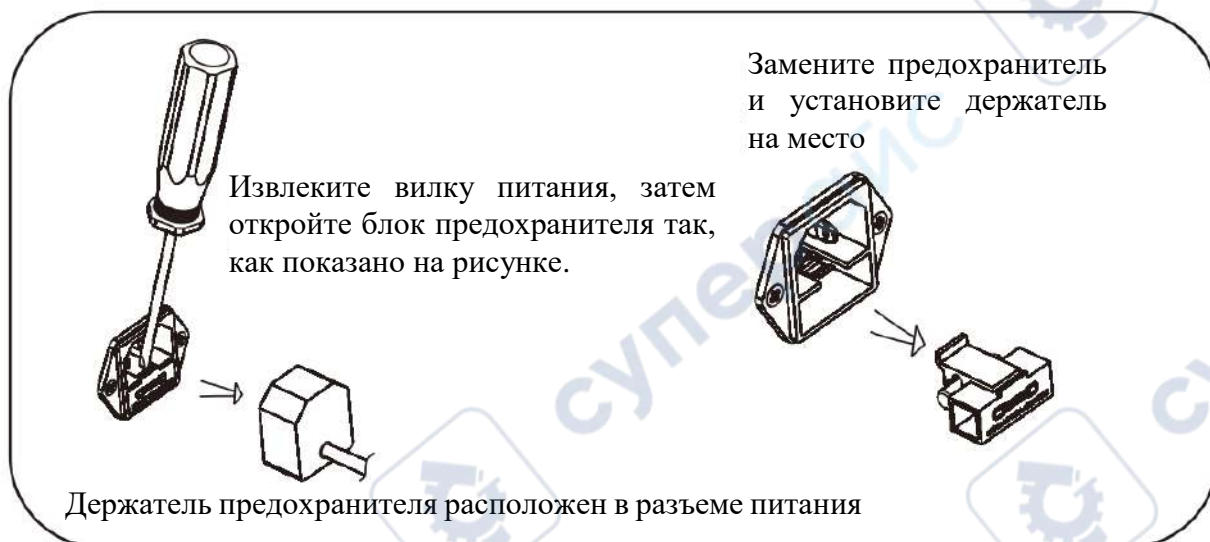 Замените предохранитель
и установите держатель
на место
Извлеките вилку питания, затем
откройте блок предохранителя так,
как показано на рисунке.
Держатель предохранителя расположен в разъеме питания